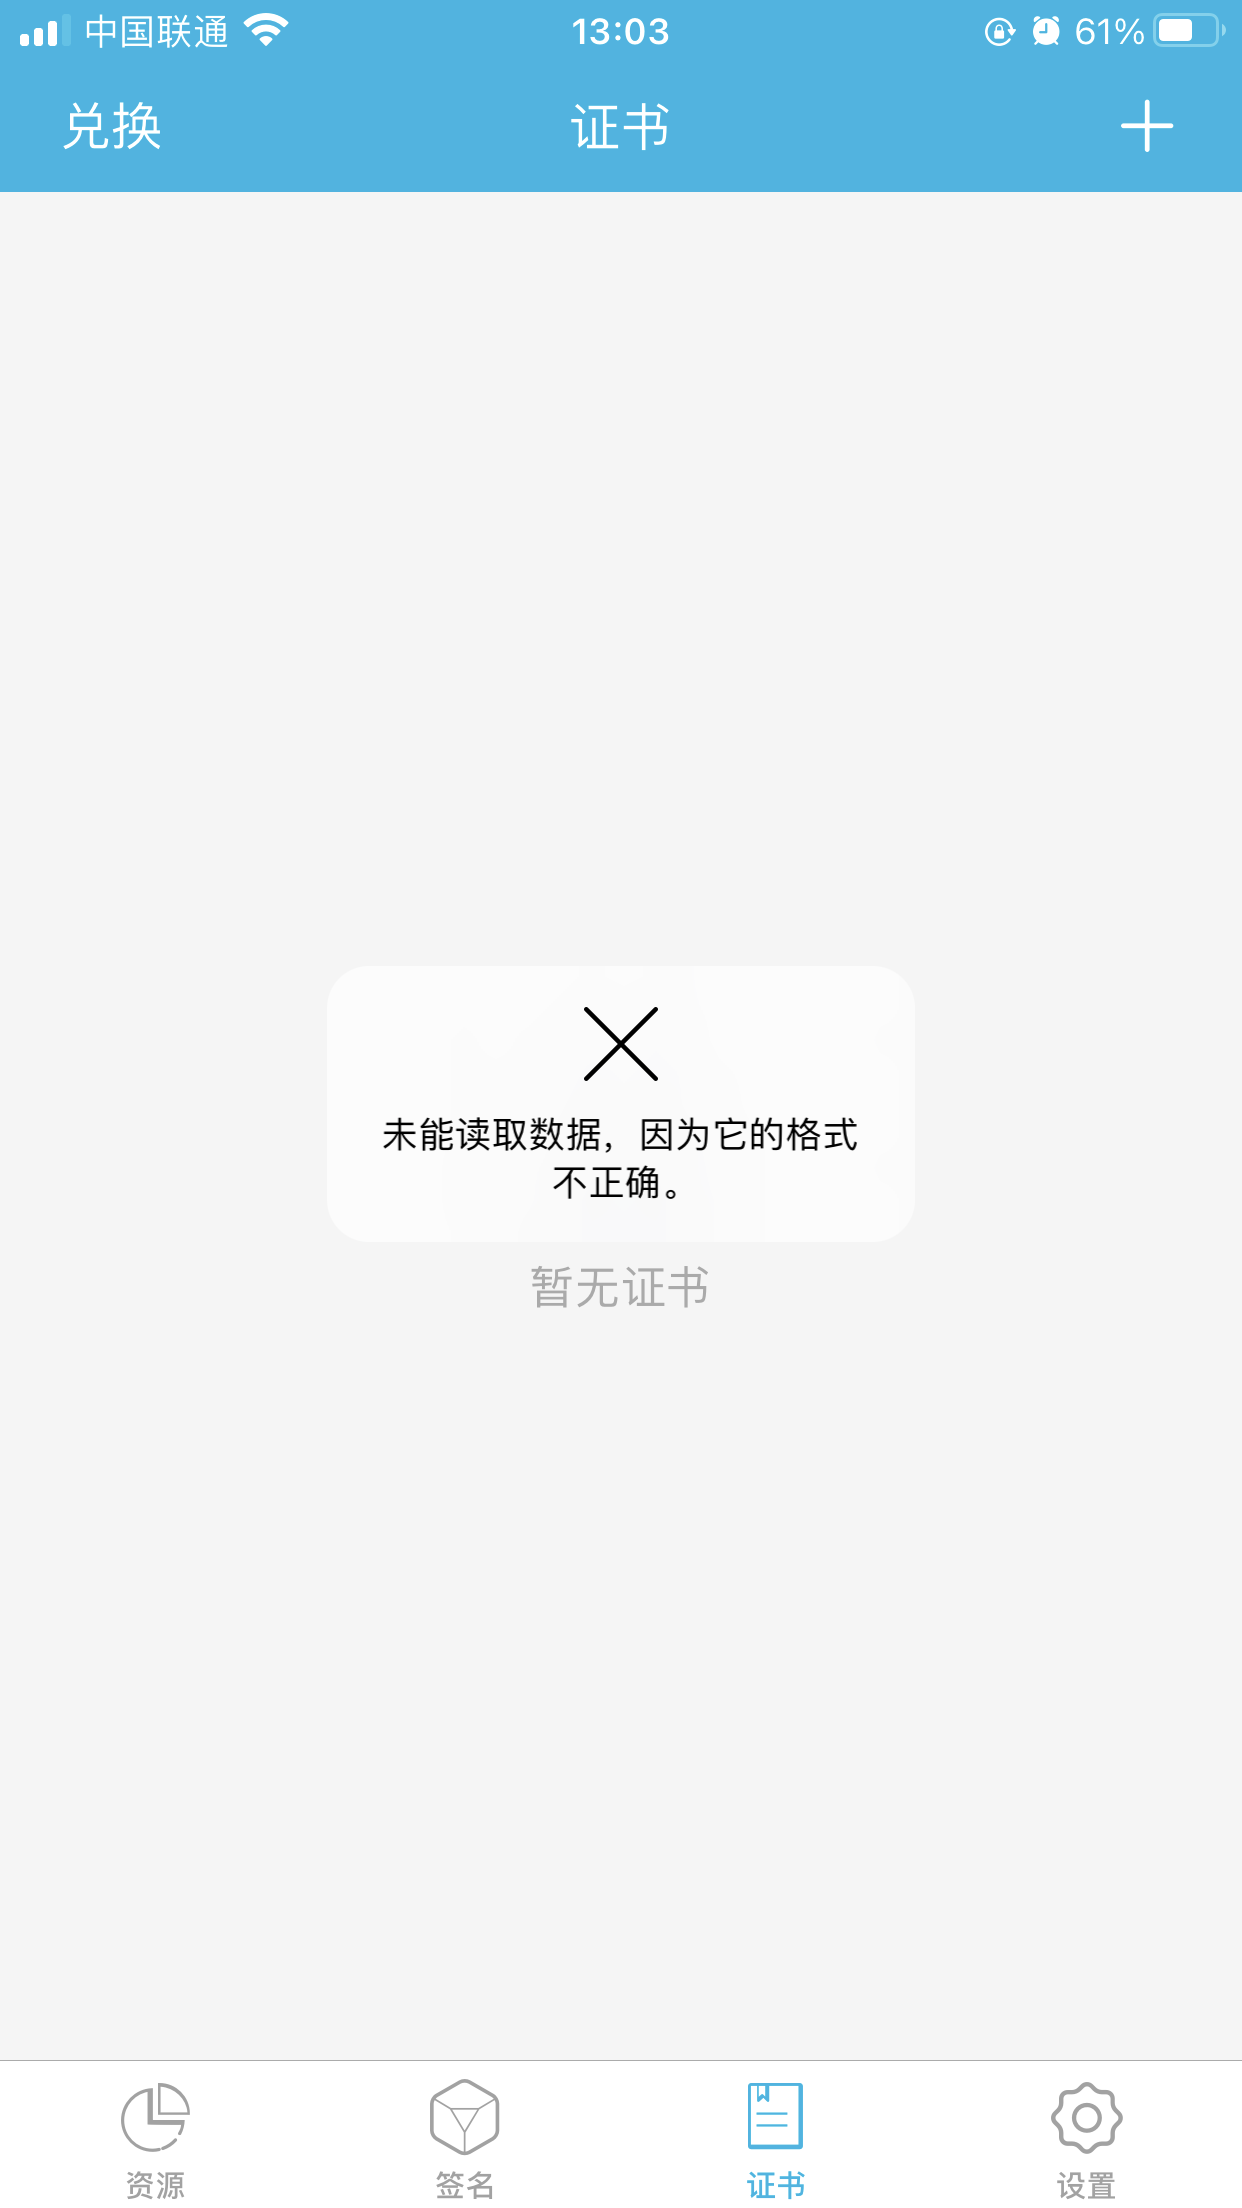 中国联通 13:03 61%
兑换 证书
未能读取数据，因为它的格式
不正确。
暂无证书
资源 签名 证书 设置